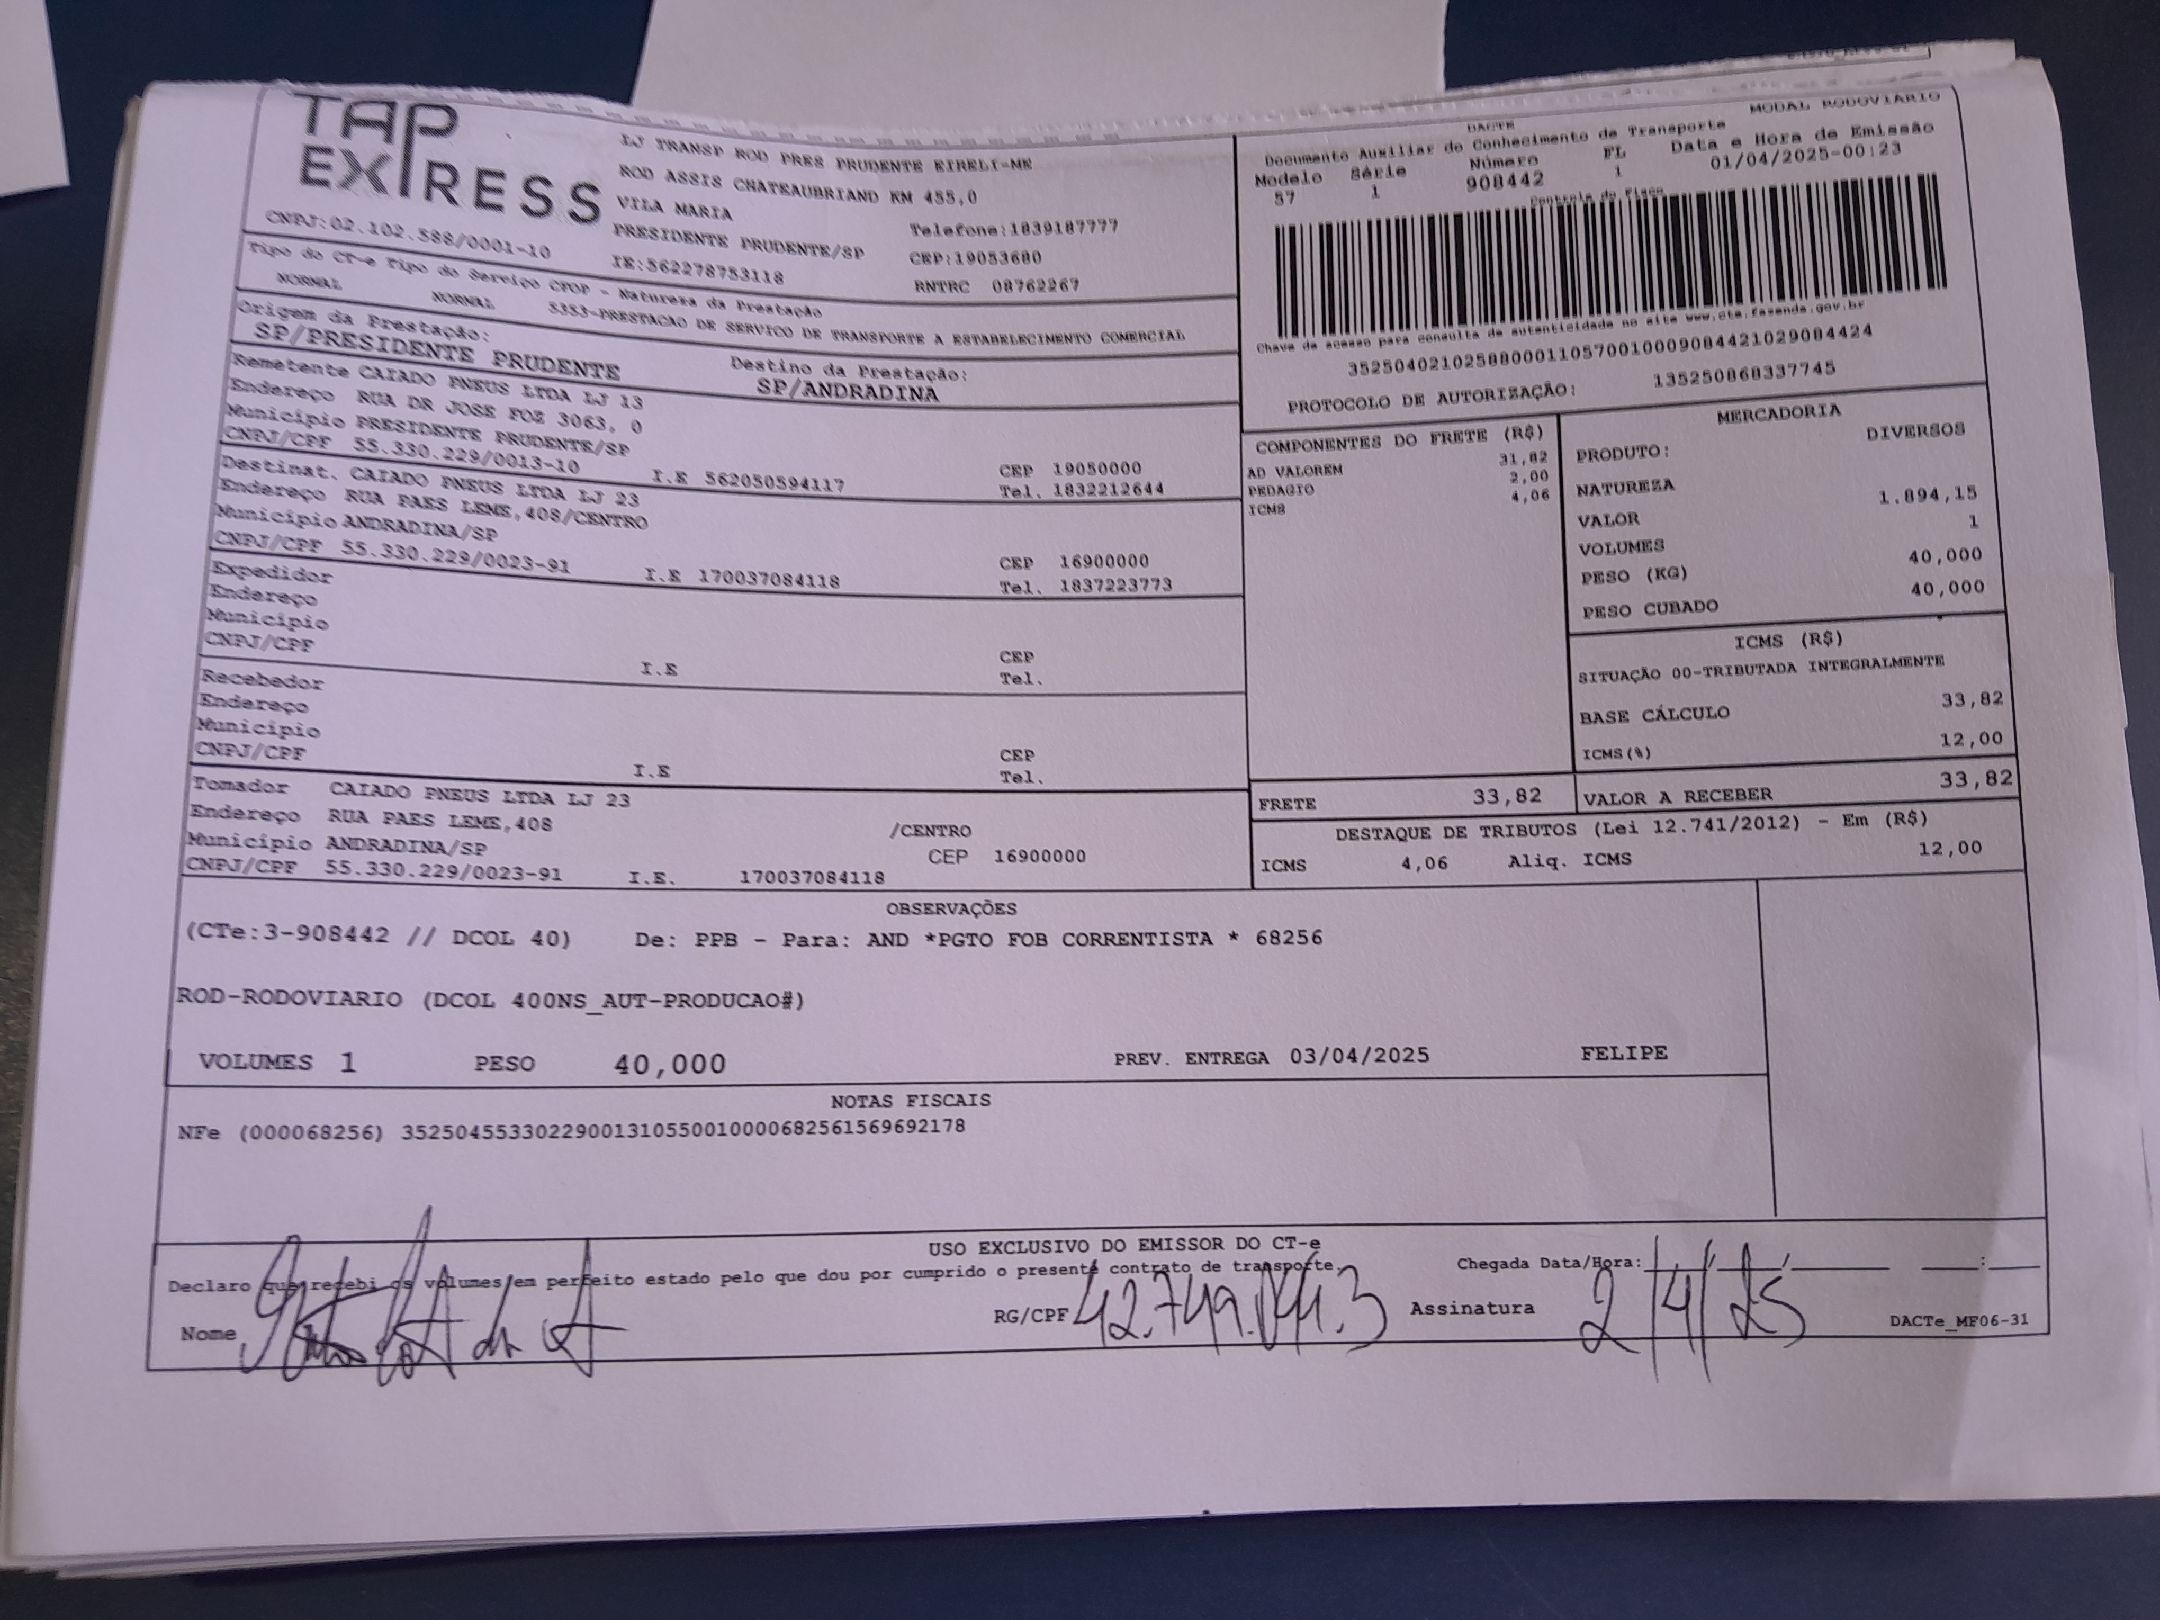 TAP
EXPRESS
LJ TRANSP ROD PRES PRUDENTE EIRELI-ME
ROD ASSIS CHATEAUBRIAND KM 455,0
VILA MARIA
PRESIDENTE PRUDENTE/SP
Telefone:1839187777
CNPJ:02.102.588/0001-10
IE:562278753118
CEP:19053680
RNTRC 08762267
Tipo do CT-e Tipo do Serviço CFOP - Natureza da Prestação
NORMAL NORMAL 5353-PRESTACAO DE SERVICO DE TRANSPORTE A ESTABELECIMENTO COMERCIAL
Origem da Prestação:
SP/PRESIDENTE PRUDENTE
Destino da Prestação:
SP/ANDRADINA
Remetente CAIADO PNEUS LTDA LJ 13
Endereço RUA DR JOSE FOZ 3063, 0
Município PRESIDENTE PRUDENTE/SP CEP 19050000
CNPJ/CPF 55.330.229/0013-10 I.E 562050594117 Tel. 1832212644
Destinat. CAIADO PNEUS LTDA LJ 23
Endereço RUA PAES LEME,408/CENTRO
Município ANDRADINA/SP CEP 16900000
CNPJ/CPF 55.330.229/0023-91 I.E 170037084118 Tel. 1837223773
Expedidor
Endereço
Município CEP
CNPJ/CPF I.E Tel.
Recebedor
Endereço
Município CEP
CNPJ/CPF I.E Tel.
Tomador CAIADO PNEUS LTDA LJ 23
Endereço RUA PAES LEME,408 /CENTRO
Município ANDRADINA/SP CEP 16900000
CNPJ/CPF 55.330.229/0023-91 I.E. 170037084118
DACTE MODAL RODOVIARIO
Documento Auxiliar do Conhecimento de Transporte
Modelo Série Número FL Data e Hora de Emissão
57 1 908442 1 01/04/2025-00:23
Controle do Fisco
Chave de acesso para consulta de autenticidade no site www.cte.fazenda.gov.br
35250402102588000110570010009084421029084424
PROTOCOLO DE AUTORIZAÇÃO: 135250868337745
COMPONENTES DO FRETE (R$)
AD VALOREM 31,82
PEDAGIO 2,00
ICMS 4,06
MERCADORIA
PRODUTO: DIVERSOS
NATUREZA
VALOR 1.894,15
VOLUMES 1
PESO (KG) 40,000
PESO CUBADO 40,000
ICMS (R$)
SITUAÇÃO 00-TRIBUTADA INTEGRALMENTE
BASE CÁLCULO 33,82
ICMS(%) 12,00
FRETE 33,82 VALOR A RECEBER 33,82
DESTAQUE DE TRIBUTOS (Lei 12.741/2012) - Em (R$)
ICMS 4,06 Aliq. ICMS 12,00
OBSERVAÇÕES
(CTe:3-908442 // DCOL 40) De: PPB - Para: AND *PGTO FOB CORRENTISTA * 68256
ROD-RODOVIARIO (DCOL 400NS_AUT-PRODUCAO#)
VOLUMES 1 PESO 40,000 PREV. ENTREGA 03/04/2025 FELIPE
NOTAS FISCAIS
NFe (000068256) 35250455330229001310550010000682561569692178
USO EXCLUSIVO DO EMISSOR DO CT-e
Declaro que recebi os volumes em perfeito estado pelo que dou por cumprido o presente contrato de transporte.
Chegada Data/Hora: / / :
Nome RG/CPF Assinatura 2/4/25
DACTe_MF06-31